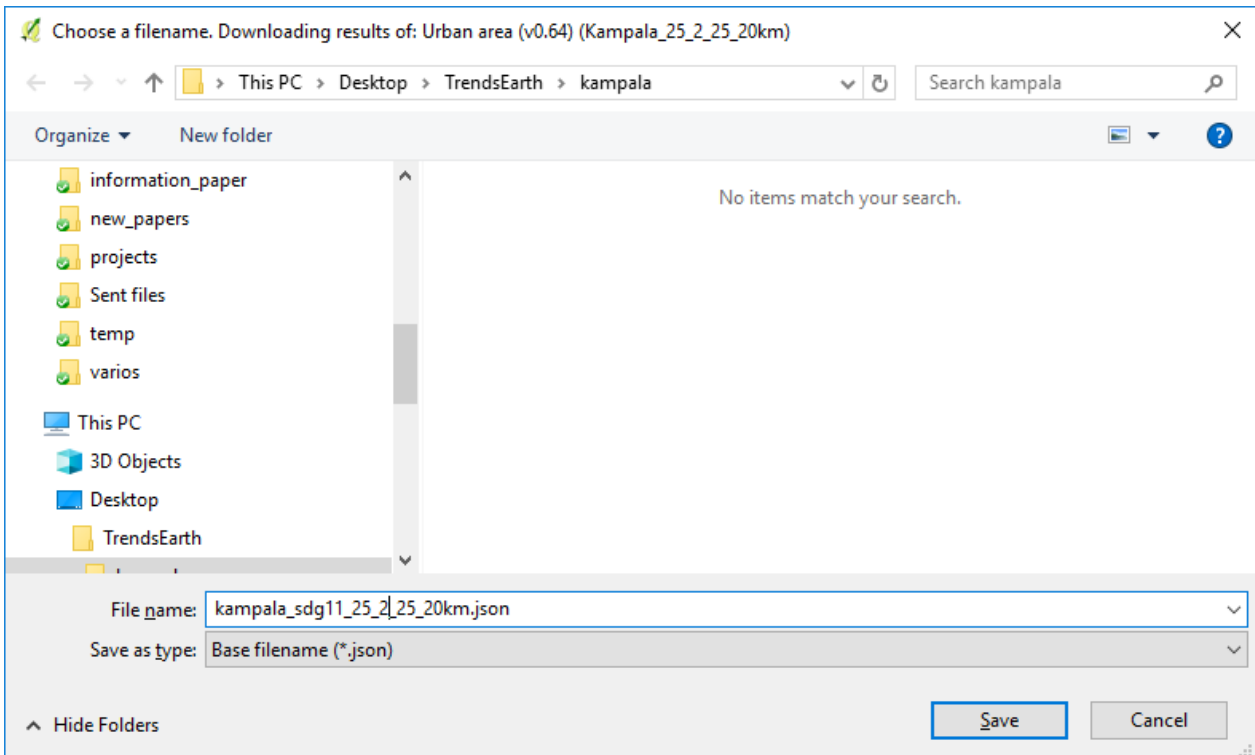 Choose a filename. Downloading results of: Urban area (v0.64) (Kampala_25_2_25_20km)
This PC > Desktop > TrendsEarth > kampala
Search kampala
Organize
New folder
information_paper
new_papers
projects
Sent files
temp
varios
This PC
3D Objects
Desktop
TrendsEarth
No items match your search.
File name: kampala_sdg11_25_2_25_20km.json
Save as type: Base filename (*.json)
Hide Folders
Save
Cancel